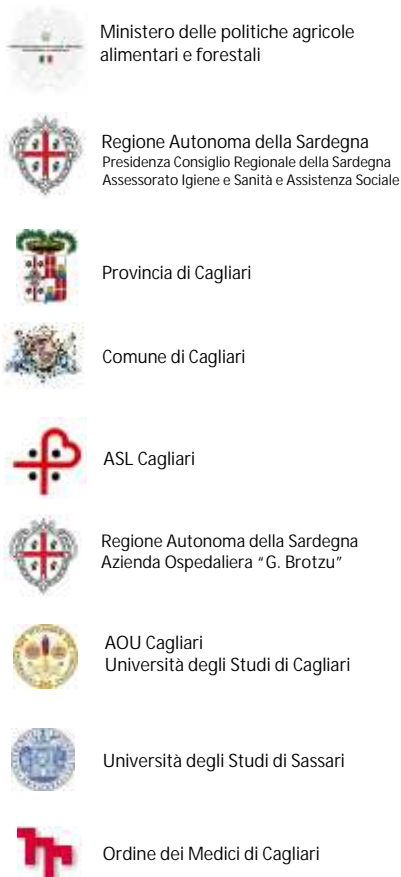 Ministero delle politiche agricole
alimentari e forestali
Regione Autonoma della Sardegna
Presidenza Consiglio Regionale della Sardegna
Assessorato Igiene e Sanità e Assistenza Sociale
Provincia di Cagliari
Comune di Cagliari
ASL Cagliari
Regione Autonoma della Sardegna
Azienda Ospedaliera "G. Brotzu"
AOU Cagliari
Università degli Studi di Cagliari
Università degli Studi di Sassari
Ordine dei Medici di Cagliari